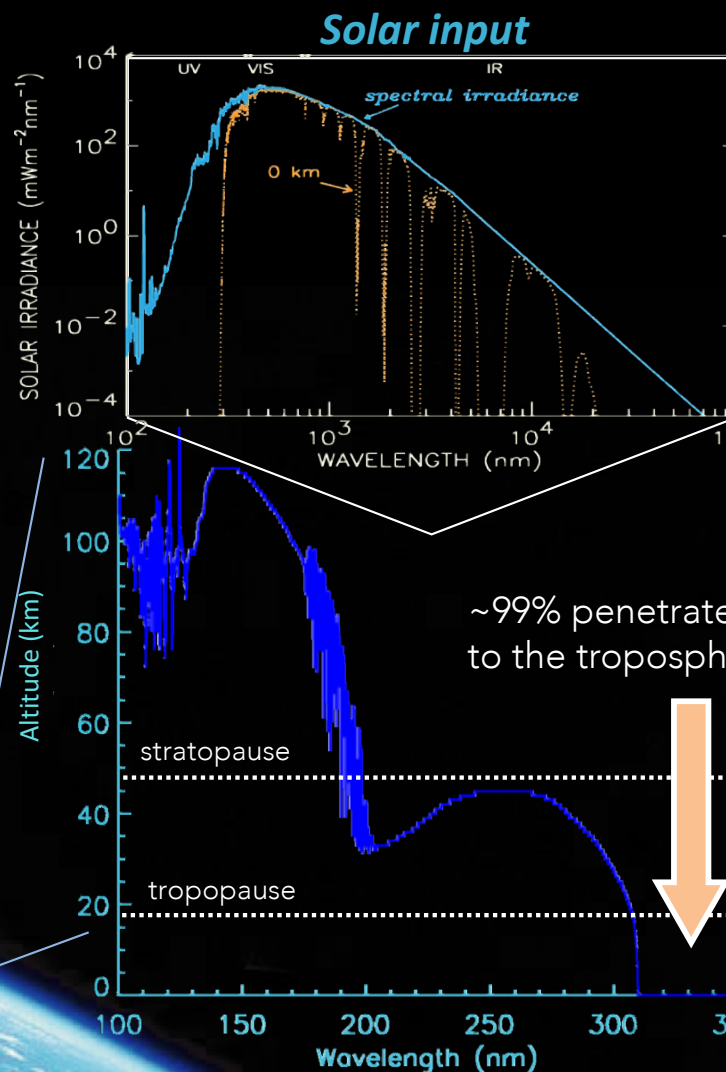 Solar input
UV VIS IR
spectral irradiance
0 km
SOLAR IRRADIANCE (mWm⁻²nm⁻¹)
10⁴
10²
10⁰
10⁻²
10⁻⁴
10² 10³ 10⁴
WAVELENGTH (nm)
Altitude (km)
120
100
80
60
40
20
0
~99% penetrate
to the troposph
stratopause
tropopause
100 150 200 250 300
Wavelength (nm)